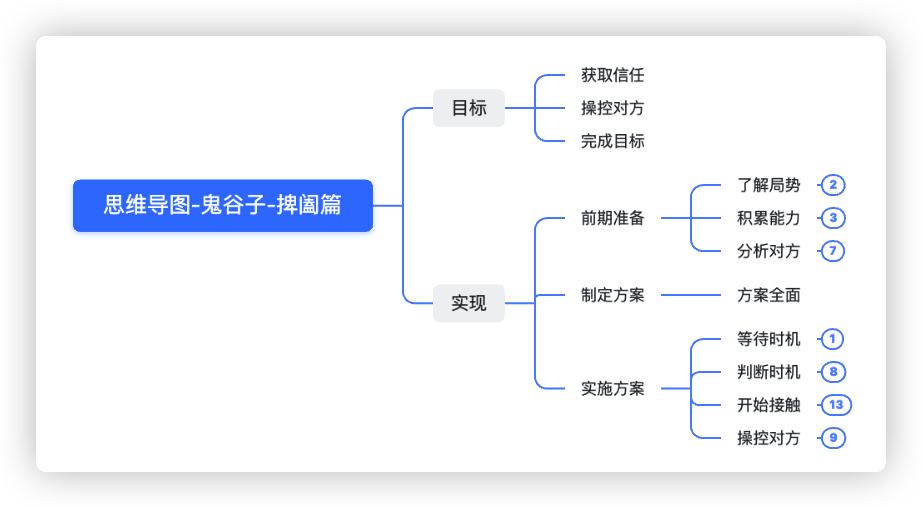 思维导图-鬼谷子-捭阖篇
目标
获取信任
操控对方
完成目标
实现
前期准备
了解局势 2
积累能力 3
分析对方 7
制定方案
方案全面
实施方案
等待时机 1
判断时机 8
开始接触 13
操控对方 9